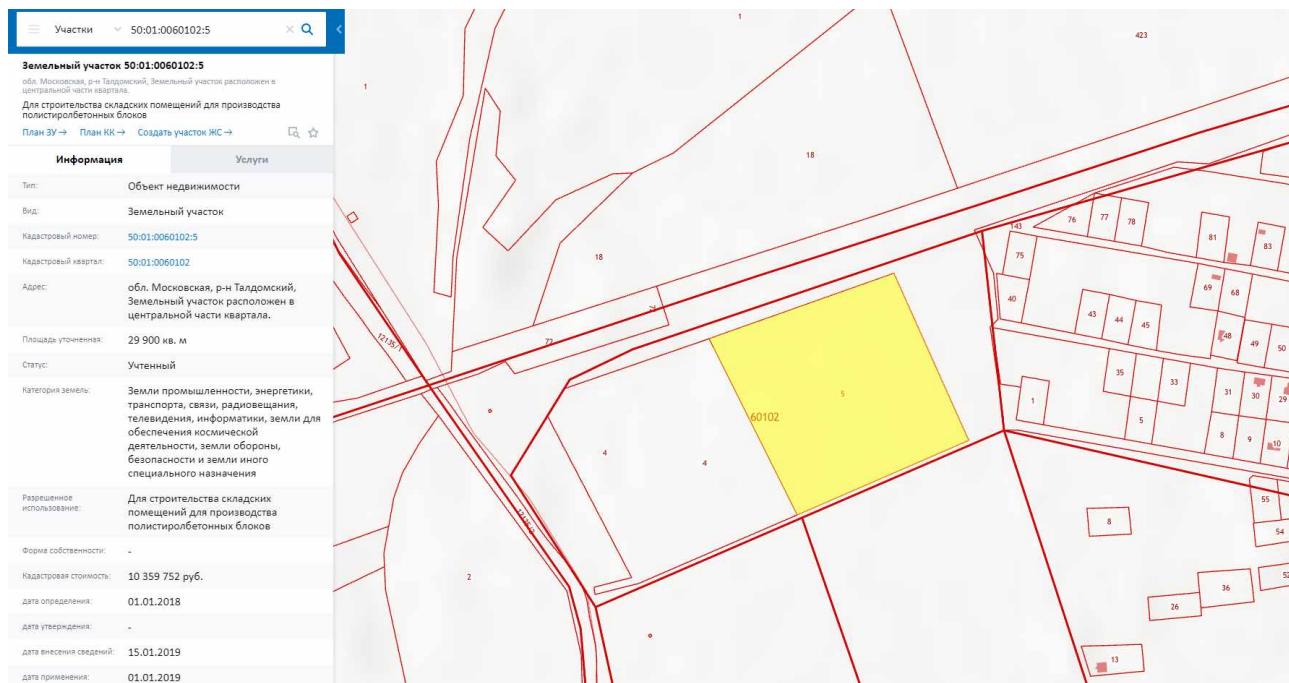 Участки
50:01:0060102:5
Земельный участок 50:01:0060102:5
обл. Московская, р-н Талдомский, Земельный участок расположен в
центральной части квартала.
Для строительства складских помещений для производства
полистиролбетонных блоков
План ЗУ → План КК → Создать участок ЖС →
Информация Услуги
Тип: Объект недвижимости
Вид: Земельный участок
Кадастровый номер: 50:01:0060102:5
Кадастровый квартал: 50:01:0060102
Адрес: обл. Московская, р-н Талдомский,
Земельный участок расположен в
центральной части квартала.
Площадь уточненная: 29 900 кв. м
Статус: Учтенный
Категория земель: Земли промышленности, энергетики,
транспорта, связи, радиовещания,
телевидения, информатики, земли для
обеспечения космической
деятельности, земли обороны,
безопасности и земли иного
специального назначения
Разрешенное
использование:
Для строительства складских
помещений для производства
полистиролбетонных блоков
Форма собственности: -
Кадастровая стоимость: 10 359 752 руб.
дата определения: 01.01.2018
дата утверждения: -
дата внесения сведений: 15.01.2019
дата применения: 01.01.2019
1
423
1
18
18
76
77
78
143
75
81
83
40
69
68
43
44
45
48
49
50
77
77
12135/1
35
33
31
30
29
5
1
5
8
9
10
60102
4
4
12135/2
55
54
8
2
36
52
26
13